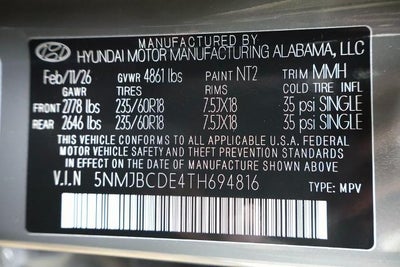 MANUFACTURED BY
HYUNDAI MOTOR MANUFACTURING ALABAMA, LLC
Feb/11/26 GVWR 4861 lbs PAINT NT2 TRIM MMH
GAWR TIRES RIMS COLD TIRE INFL
FRONT 2778 lbs 235/60R18 7.5JX18 35 psi SINGLE
REAR 2646 lbs 235/60R18 7.5JX18 35 psi SINGLE
THIS VEHICLE CONFORMS TO ALL APPLICABLE U.S.A. FEDERAL
MOTOR VEHICLE SAFETY AND THEFT PREVENTION STANDARDS
IN EFFECT ON THE DATE OF MANUFACTURE SHOWN ABOVE.
V.I.N 5NMJBCDE4TH694816 TYPE: MPV